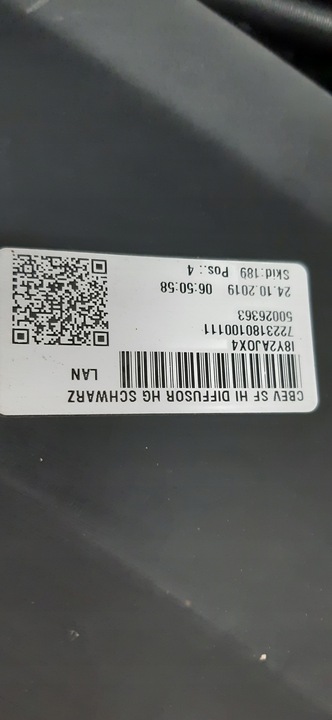 CBEV SF HI DIFFUSOR HG SCHWARZ
LAN
I8Y2AJOX4
7223180100111
50026363
24.10.2019 06:50:58
Skid:189 Pos.: 4